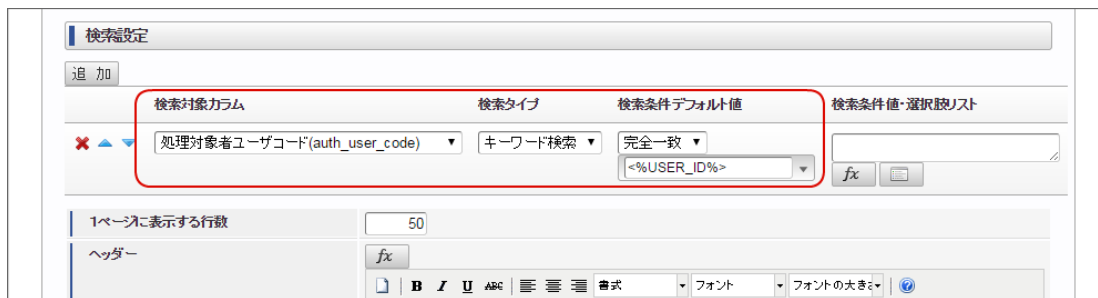 検索設定
追 加
検索対象カラム 検索タイプ 検索条件デフォルト値 検索条件値・選択肢リスト
処理対象者ユーザコード(auth_user_code) キーワード検索 完全一致
<%USER_ID%>
fx
1ページに表示する行数 50
ヘッダー fx
B I U ABC 書式 フォント フォントの大きさ